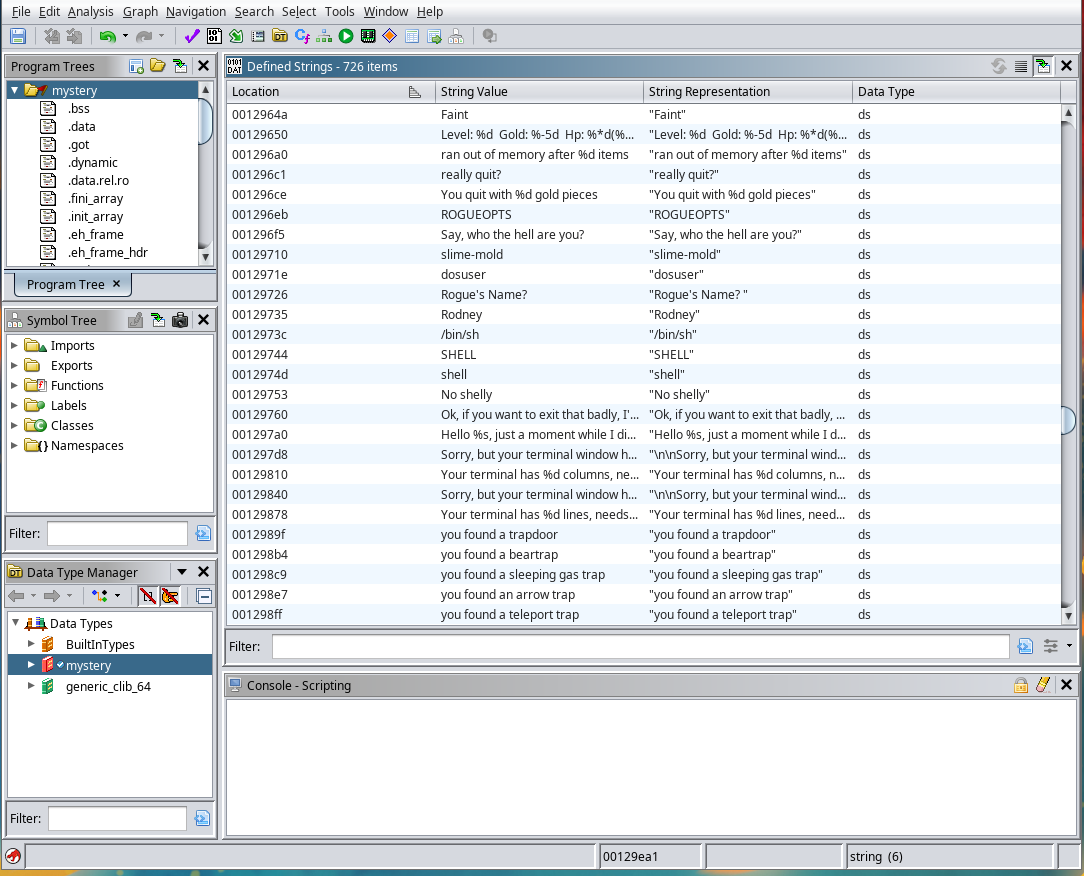 File Edit Analysis Graph Navigation Search Select Tools Window Help
Program Trees
mystery
.bss
.data
.got
.dynamic
.data.rel.ro
.fini_array
.init_array
.eh_frame
.eh_frame_hdr
Program Tree ×
Symbol Tree
Imports
Exports
Functions
Labels
Classes
Namespaces
Filter:
Data Type Manager
Data Types
BuiltInTypes
mystery
generic_clib_64
Filter:
Defined Strings - 726 items
Location String Value String Representation Data Type
0012964a Faint "Faint" ds
00129650 Level: %d Gold: %-5d Hp: %*d(%... "Level: %d Gold: %-5d Hp: %*d(%... ds
001296a0 ran out of memory after %d items "ran out of memory after %d items" ds
001296c1 really quit? "really quit?" ds
001296ce You quit with %d gold pieces "You quit with %d gold pieces" ds
001296eb ROGUEOPTS "ROGUEOPTS" ds
001296f5 Say, who the hell are you? "Say, who the hell are you?" ds
00129710 slime-mold "slime-mold" ds
0012971e dosuser "dosuser" ds
00129726 Rogue's Name? "Rogue's Name? " ds
00129735 Rodney "Rodney" ds
0012973c /bin/sh "/bin/sh" ds
00129744 SHELL "SHELL" ds
0012974d shell "shell" ds
00129753 No shelly "No shelly" ds
00129760 Ok, if you want to exit that badly, I'... "Ok, if you want to exit that badly, ... ds
001297a0 Hello %s, just a moment while I di... "Hello %s, just a moment while I d... ds
001297d8 Sorry, but your terminal window h... "\n\nSorry, but your terminal wind... ds
00129810 Your terminal has %d columns, ne... "Your terminal has %d columns, n... ds
00129840 Sorry, but your terminal window h... "\n\nSorry, but your terminal wind... ds
00129878 Your terminal has %d lines, needs... "Your terminal has %d lines, need... ds
0012989f you found a trapdoor "you found a trapdoor" ds
001298b4 you found a beartrap "you found a beartrap" ds
001298c9 you found a sleeping gas trap "you found a sleeping gas trap" ds
001298e7 you found an arrow trap "you found an arrow trap" ds
001298ff you found a teleport trap "you found a teleport trap" ds
Filter:
Console - Scripting
00129ea1 string (6)